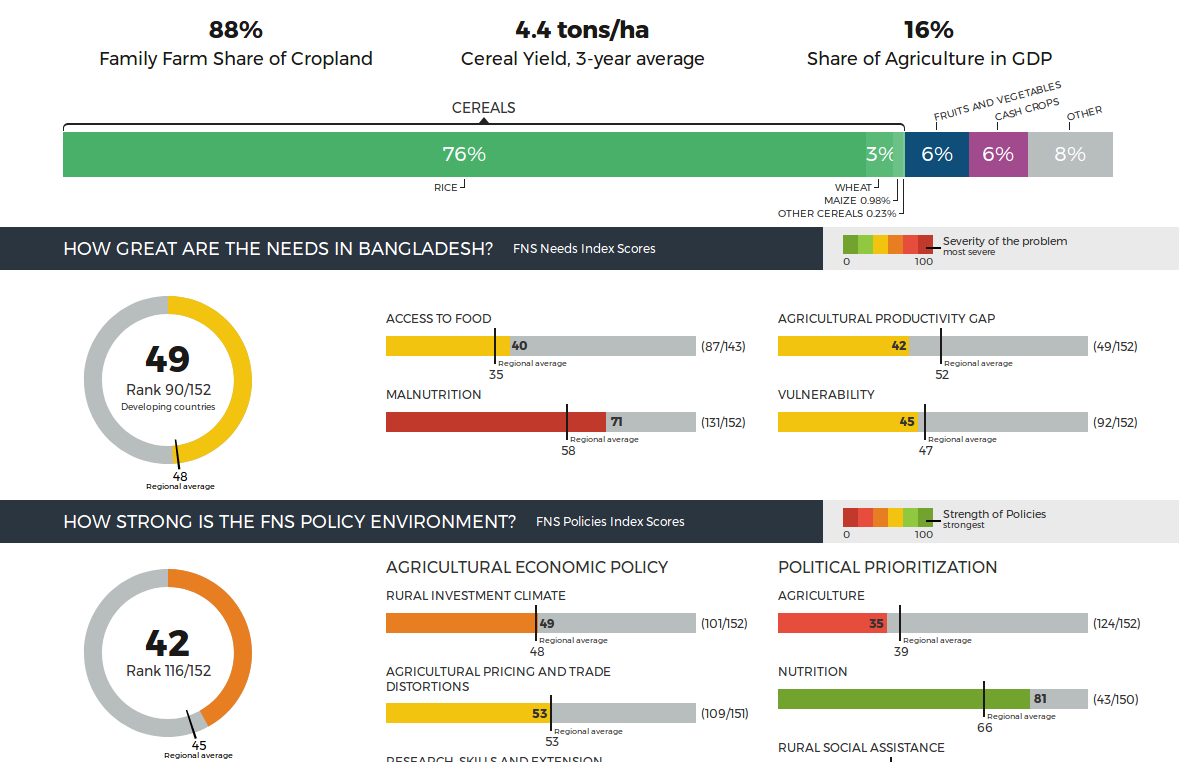 88%
Family Farm Share of Cropland
4.4 tons/ha
Cereal Yield, 3-year average
16%
Share of Agriculture in GDP
CEREALS
FRUITS AND VEGETABLES
CASH CROPS
OTHER
76%
3%
6%
6%
8%
RICE
WHEAT
MAIZE 0.98%
OTHER CEREALS 0.23%
HOW GREAT ARE THE NEEDS IN BANGLADESH? FNS Needs Index Scores
Severity of the problem
most severe
0 100
49
Rank 90/152
Developing countries
48
Regional average
ACCESS TO FOOD
40 (87/143)
Regional average
35
MALNUTRITION
71 (131/152)
Regional average
58
AGRICULTURAL PRODUCTIVITY GAP
42 (49/152)
Regional average
52
VULNERABILITY
45 (92/152)
Regional average
47
HOW STRONG IS THE FNS POLICY ENVIRONMENT? FNS Policies Index Scores
Strength of Policies
strongest
0 100
42
Rank 116/152
45
Regional average
AGRICULTURAL ECONOMIC POLICY
RURAL INVESTMENT CLIMATE
49 (101/152)
Regional average
48
AGRICULTURAL PRICING AND TRADE
DISTORTIONS
53 (109/151)
Regional average
53
RESEARCH, SKILLS AND EXTENSION
POLITICAL PRIORITIZATION
AGRICULTURE
35 (124/152)
Regional average
39
NUTRITION
81 (43/150)
Regional average
66
RURAL SOCIAL ASSISTANCE